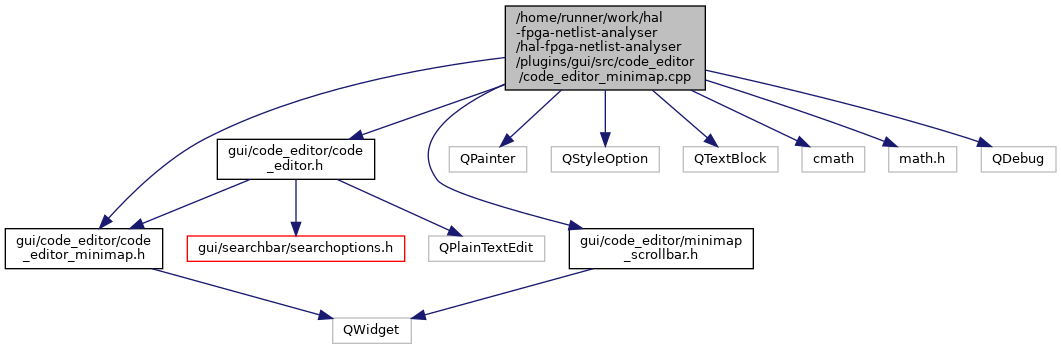 /home/runner/work/hal
-fpga-netlist-analyser
/hal-fpga-netlist-analyser
/plugins/gui/src/code_editor
/code_editor_minimap.cpp
gui/code_editor/code
_editor.h
QPainter
QStyleOption
QTextBlock
cmath
math.h
QDebug
gui/code_editor/code
_editor_minimap.h
gui/searchbar/searchoptions.h
QPlainTextEdit
gui/code_editor/minimap
_scrollbar.h
QWidget